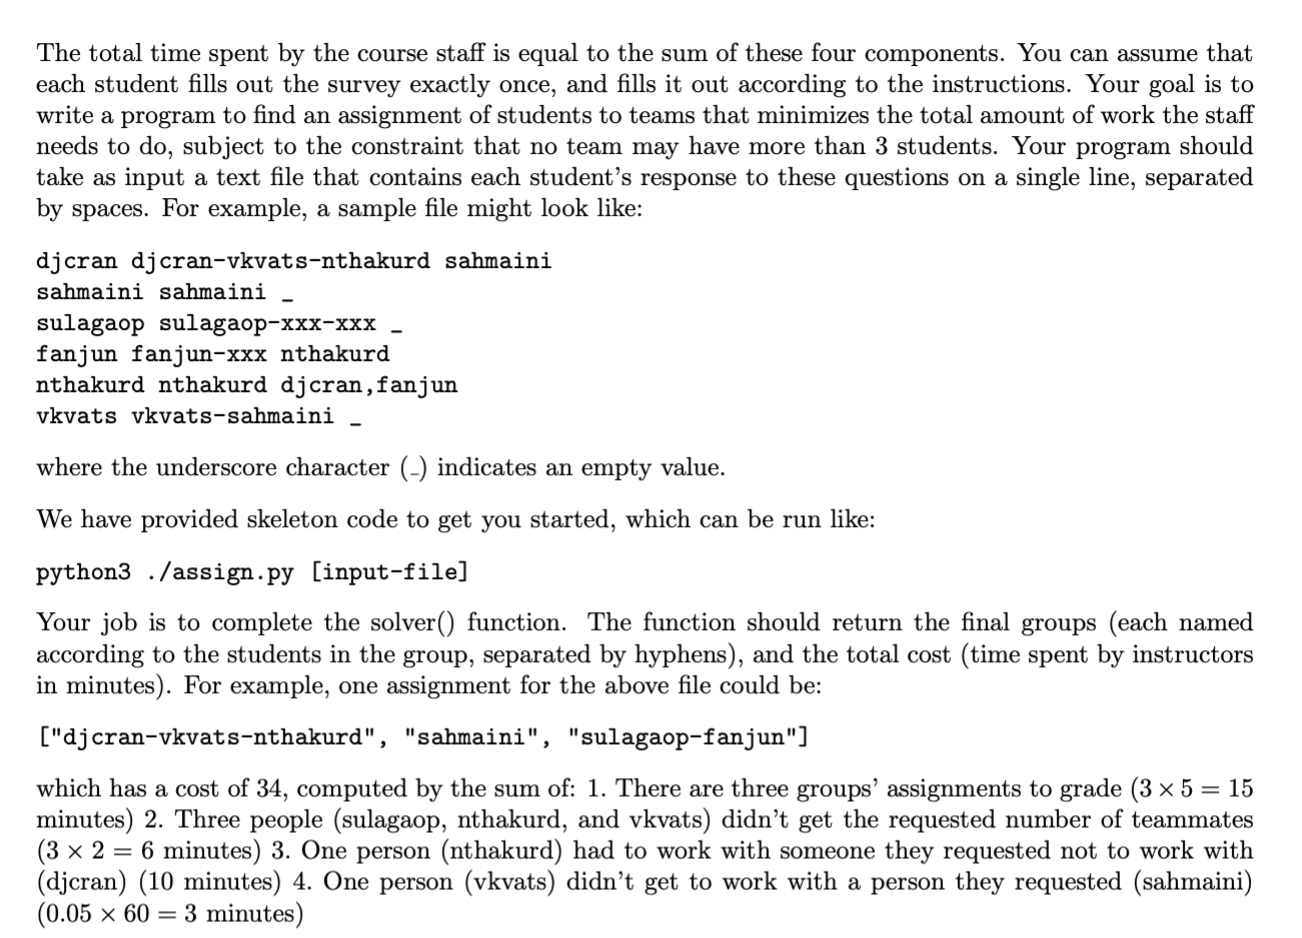 The total time spent by the course staff is equal to the sum of these four components. You can assume that
each student fills out the survey exactly once, and fills it out according to the instructions. Your goal is to
write a program to find an assignment of students to teams that minimizes the total amount of work the staff
needs to do, subject to the constraint that no team may have more than 3 students. Your program should
take as input a text file that contains each student's response to these questions on a single line, separated
by spaces. For example, a sample file might look like:
djcran djcran-vkvats-nthakurd sahmaini
sahmaini sahmaini _
sulagaop sulagaop-xxx-xxx _
fanjun fanjun-xxx nthakurd
nthakurd nthakurd djcran,fanjun
vkvats vkvats-sahmaini _
where the underscore character (_) indicates an empty value.
We have provided skeleton code to get you started, which can be run like:
python3 ./assign.py [input-file]
Your job is to complete the solver() function. The function should return the final groups (each named
according to the students in the group, separated by hyphens), and the total cost (time spent by instructors
in minutes). For example, one assignment for the above file could be:
["djcran-vkvats-nthakurd", "sahmaini", "sulagaop-fanjun"]
which has a cost of 34, computed by the sum of: 1. There are three groups' assignments to grade (3 × 5 = 15
minutes) 2. Three people (sulagaop, nthakurd, and vkvats) didn't get the requested number of teammates
(3 × 2 = 6 minutes) 3. One person (nthakurd) had to work with someone they requested not to work with
(djcran) (10 minutes) 4. One person (vkvats) didn't get to work with a person they requested (sahmaini)
(0.05 × 60 = 3 minutes)